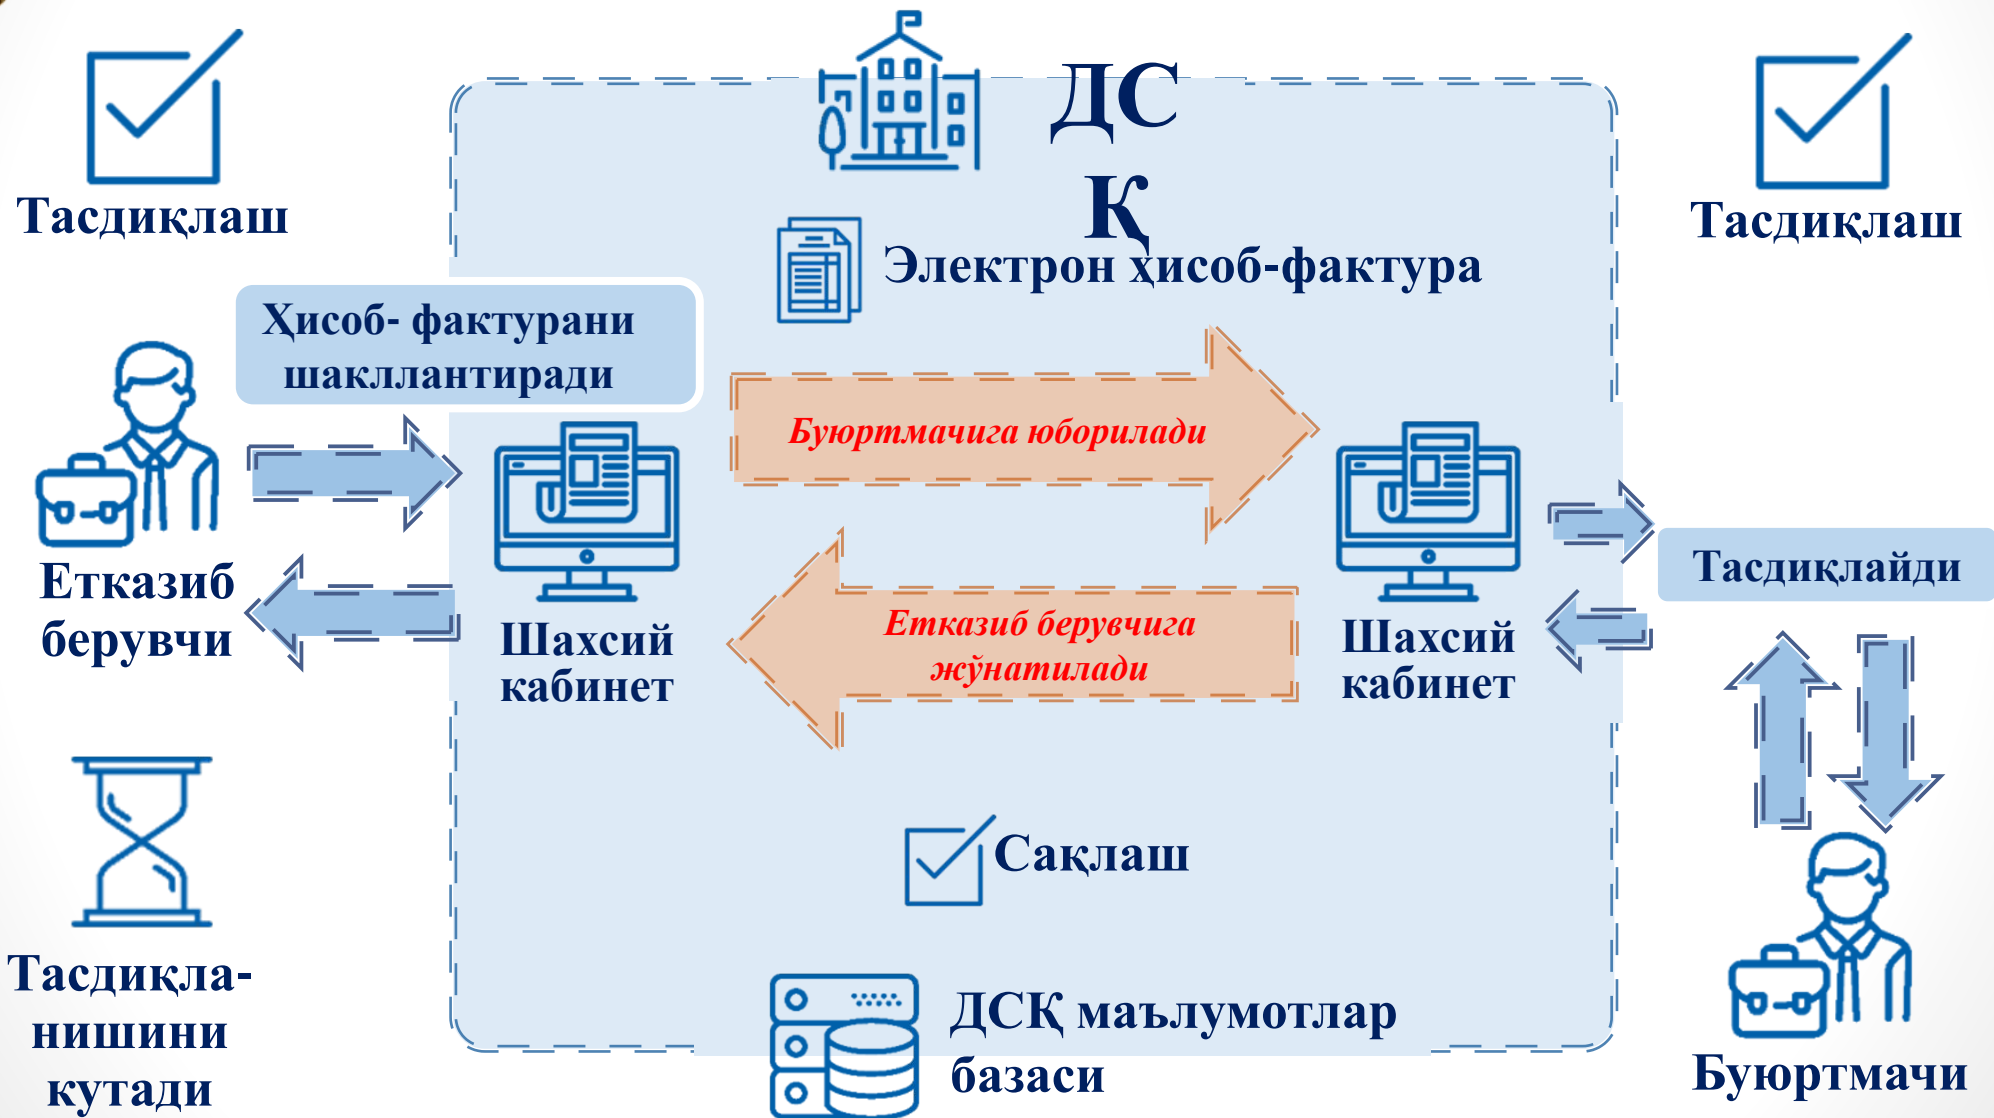 ДС
Қ
Тасдиқлаш
Тасдиқлаш
Электрон ҳисоб-фактура
Ҳисоб- фактурани
шакллантиради
Буюртмачига юборилади
Етказиб
берувчи
Шахсий
кабинет
Етказиб берувчига
жўнатилади
Шахсий
кабинет
Тасдиқлайди
Сақлаш
Тасдиқла-
нишини
кутади
ДСҚ маълумотлар
базаси
Буюртмачи